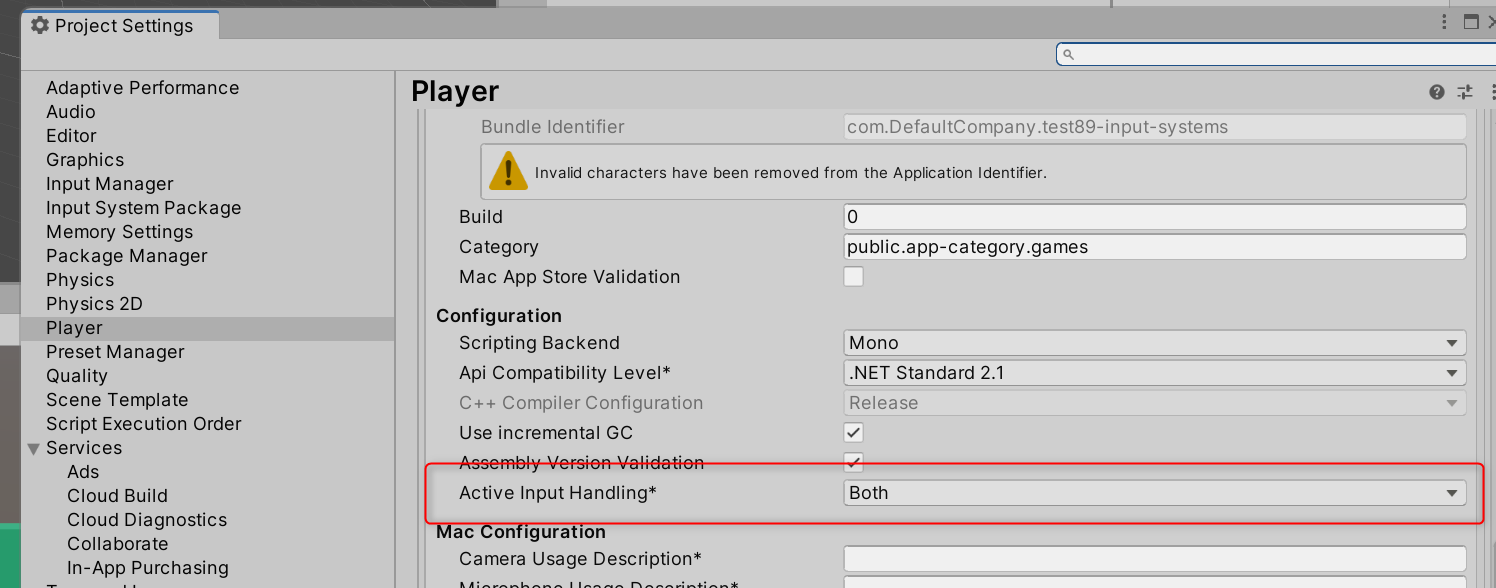 Project Settings
Adaptive Performance
Audio
Editor
Graphics
Input Manager
Input System Package
Memory Settings
Package Manager
Physics
Physics 2D
Player
Preset Manager
Quality
Scene Template
Script Execution Order
Services
Ads
Cloud Build
Cloud Diagnostics
Collaborate
In-App Purchasing
Player
Bundle Identifier com.DefaultCompany.test89-input-systems
Invalid characters have been removed from the Application Identifier.
Build 0
Category public.app-category.games
Mac App Store Validation
Configuration
Scripting Backend Mono
Api Compatibility Level* .NET Standard 2.1
C++ Compiler Configuration Release
Use incremental GC
Assembly Version Validation
Active Input Handling* Both
Mac Configuration
Camera Usage Description*
Microphone Usage Description*